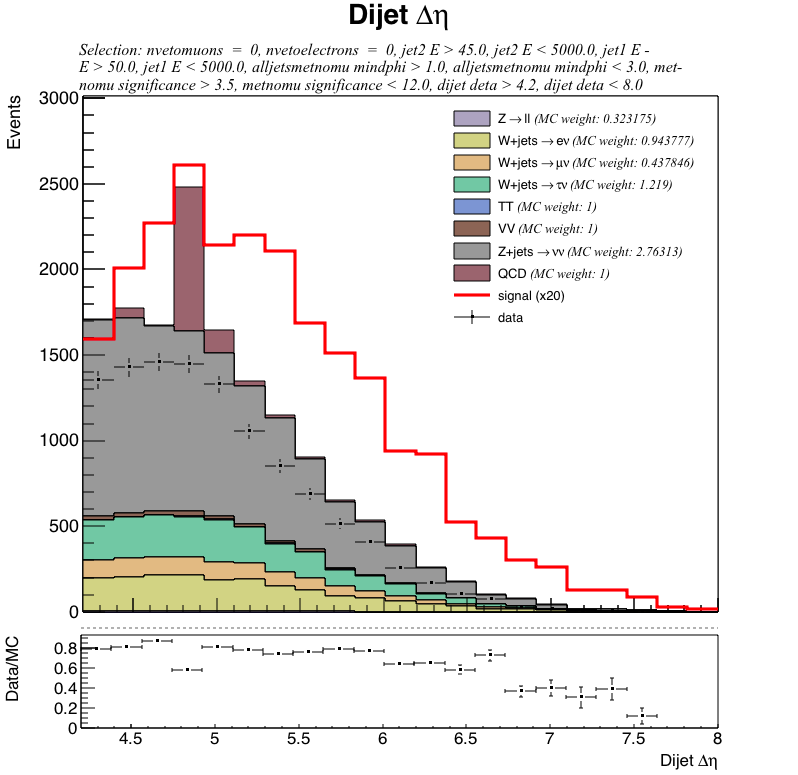 Dijet Δη
Selection: nvetomuons = 0, nvetoelectrons = 0, jet2 E > 45.0, jet2 E < 5000.0, jet1 E -
E > 50.0, jet1 E < 5000.0, alljetsmetnomu mindphi > 1.0, alljetsmetnomu mindphi < 3.0, met-
nomu significance > 3.5, metnomu significance < 12.0, dijet deta > 4.2, dijet deta < 8.0
Events
3000
2500
2000
1500
1000
500
0
Z→ll (MC weight: 0.323175)
W+jets→eν (MC weight: 0.943777)
W+jets→μν (MC weight: 0.437846)
W+jets→τν (MC weight: 1.219)
TT (MC weight: 1)
VV (MC weight: 1)
Z+jets→νν (MC weight: 2.76313)
QCD (MC weight: 1)
signal (x20)
data
Data/MC
0.8
0.6
0.4
0.2
0
4.5 5 5.5 6 6.5 7 7.5 8
Dijet Δη